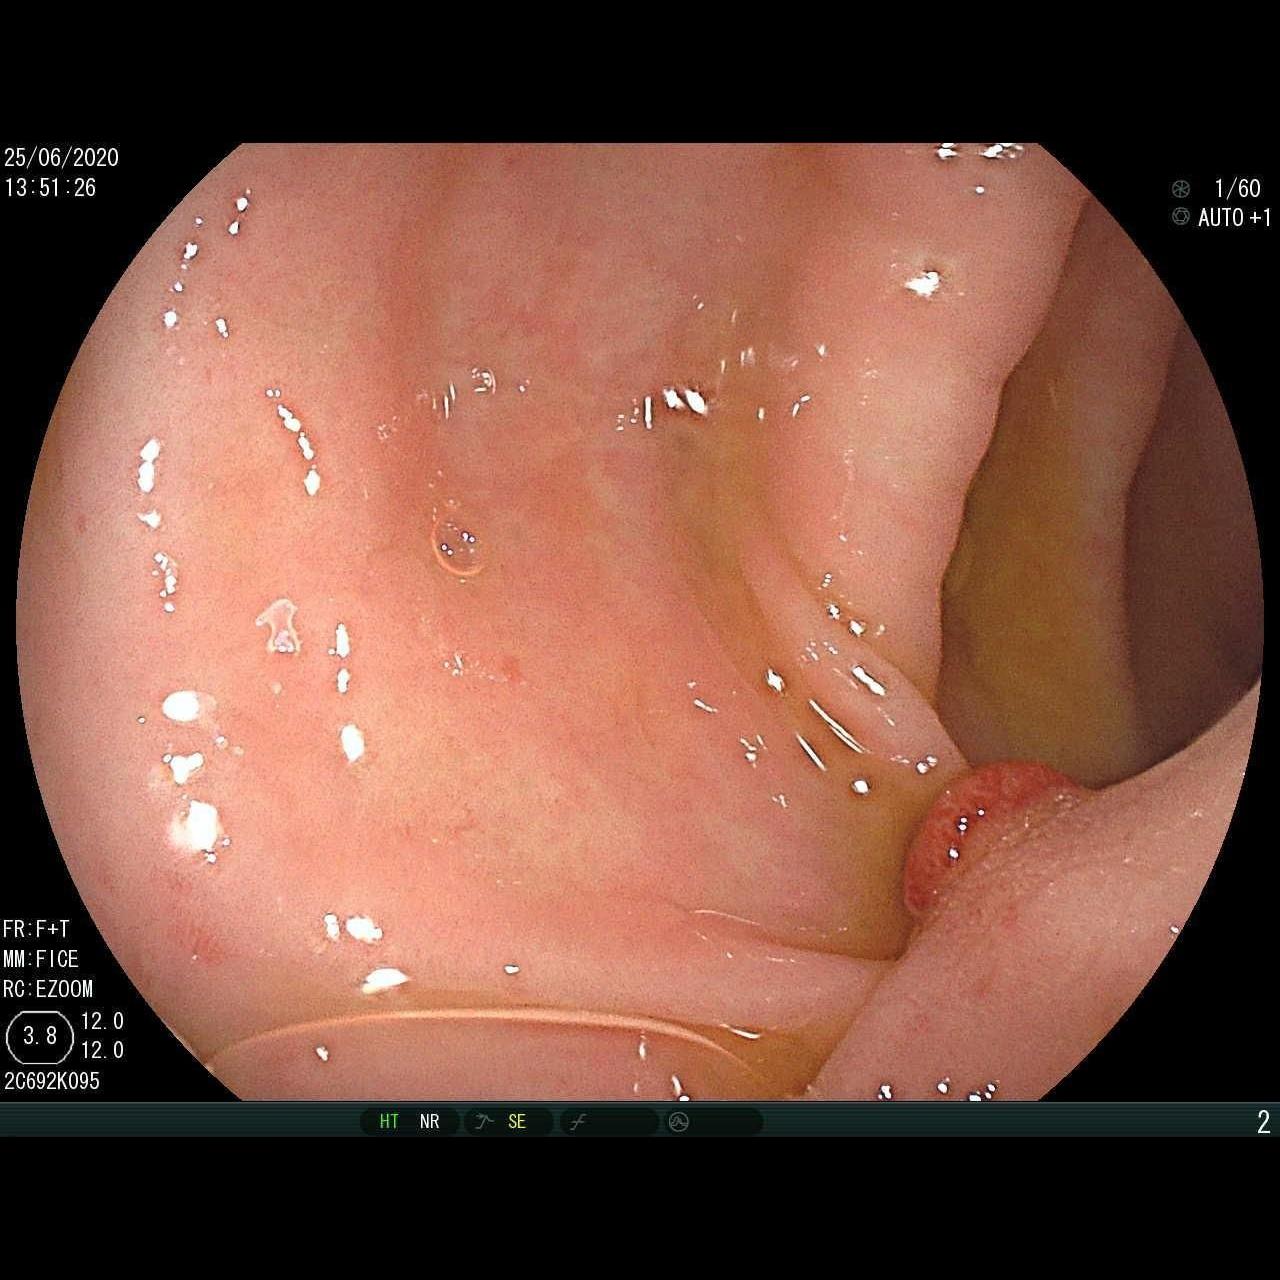 25/06/2020
13:51:26
1/60
AUTO +1
FR:F+T
MM:FICE
RC:EZOOM
3.8
12.0
12.0
2C692K095
HT NR SE
2